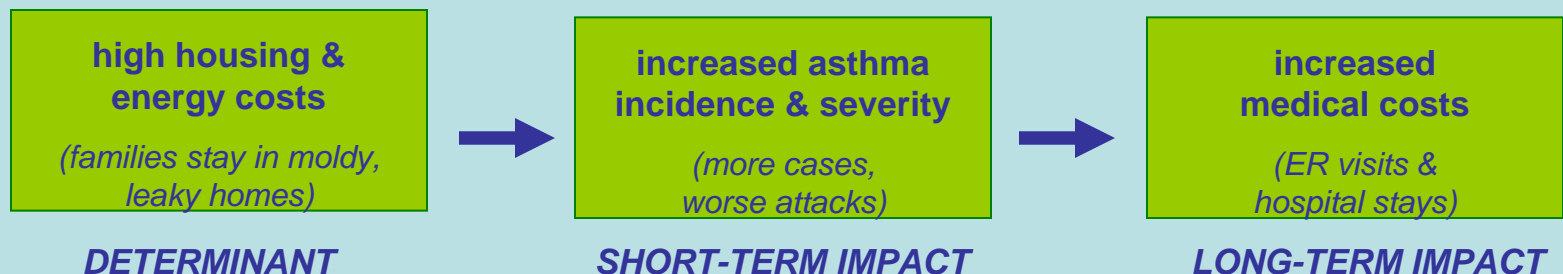 high housing &
energy costs
(families stay in moldy,
leaky homes)
DETERMINANT
increased asthma
incidence & severity
(more cases,
worse attacks)
SHORT-TERM IMPACT
increased
medical costs
(ER visits &
hospital stays)
LONG-TERM IMPACT